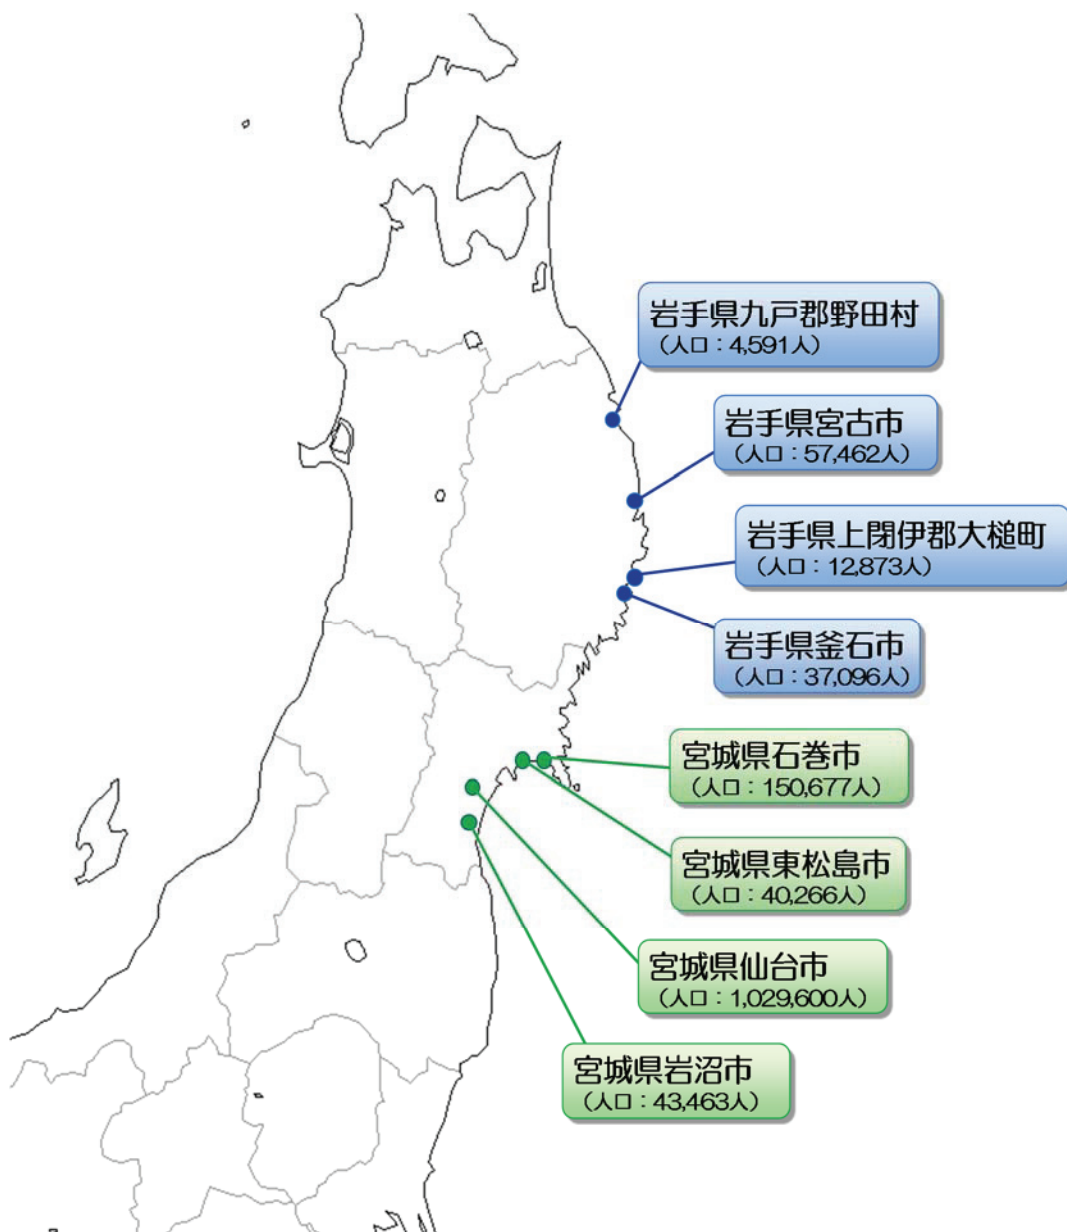 岩手県九戸郡野田村
（人口：4,591人）
岩手県宮古市
（人口：57,462人）
岩手県上閉伊郡大槌町
（人口：12,873人）
岩手県釜石市
（人口：37,096人）
宮城県石巻市
（人口：150,677人）
宮城県東松島市
（人口：40,266人）
宮城県仙台市
（人口：1,029,600人）
宮城県岩沼市
（人口：43,463人）